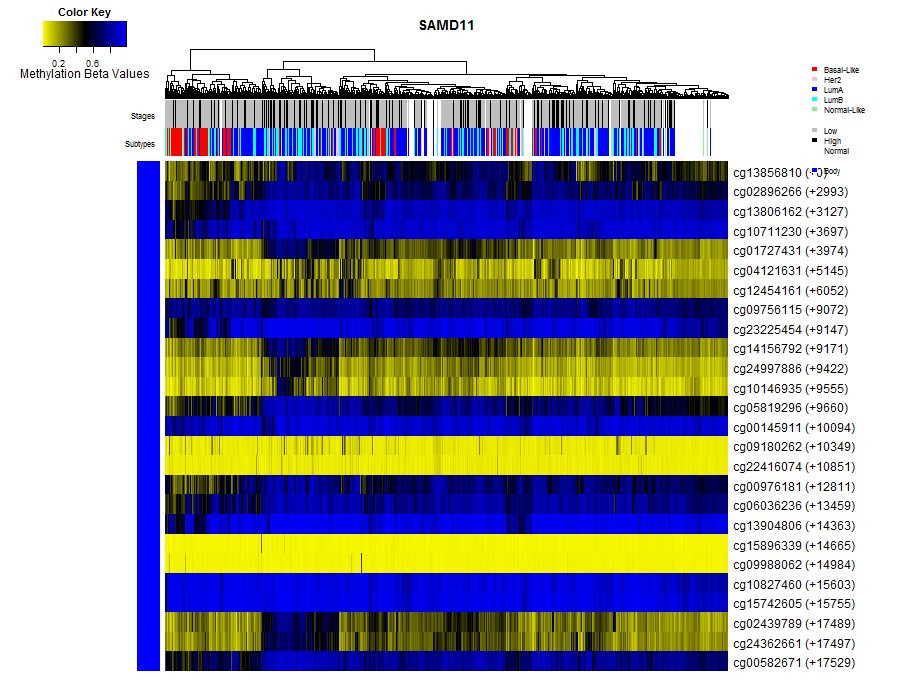 Color Key
SAMD11
0.2 0.6
Methylation Beta Values
Basal-Like
Her2
LumA
LumB
Normal-Like
Low
High
Normal
Body
Stages
Subtypes
cg13856810
cg02896266 (+2993)
cg13806162 (+3127)
cg10711230 (+3697)
cg01727431 (+3974)
cg04121631 (+5145)
cg12454161 (+6052)
cg09756115 (+9072)
cg23225454 (+9147)
cg14156792 (+9171)
cg24997886 (+9422)
cg10146935 (+9555)
cg05819296 (+9660)
cg00145911 (+10094)
cg09180262 (+10349)
cg22416074 (+10851)
cg00976181 (+12811)
cg06036236 (+13459)
cg13904806 (+14363)
cg15896339 (+14665)
cg09988062 (+14984)
cg10827460 (+15603)
cg15742605 (+15755)
cg02439789 (+17489)
cg24362661 (+17497)
cg00582671 (+17529)